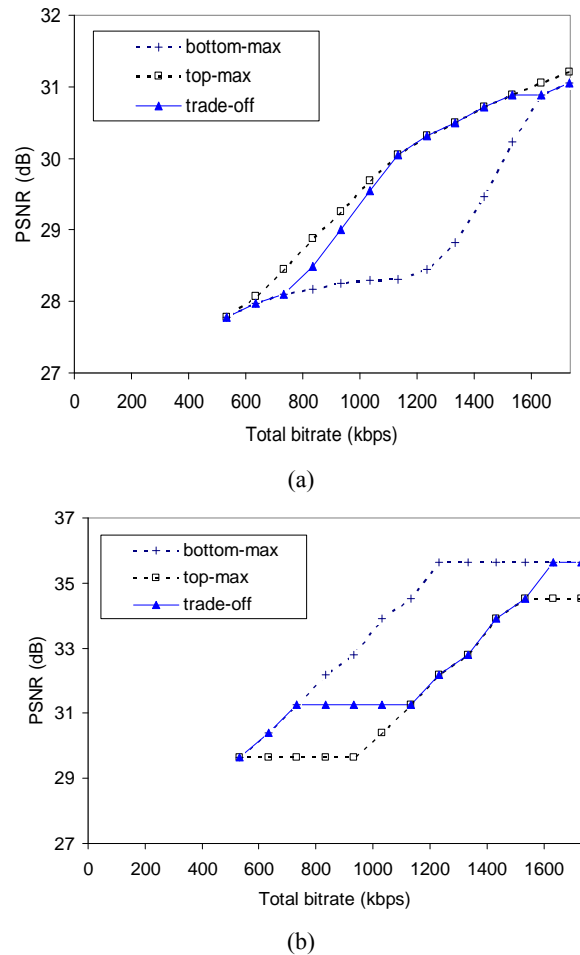 32
31
30
29
28
27
PSNR (dB)
bottom-max
top-max
trade-off
0 200 400 600 800 1000 1200 1400 1600
Total bitrate (kbps)
(a)
37
35
33
31
29
27
PSNR (dB)
bottom-max
top-max
trade-off
0 200 400 600 800 1000 1200 1400 1600
Total bitrate (kbps)
(b)